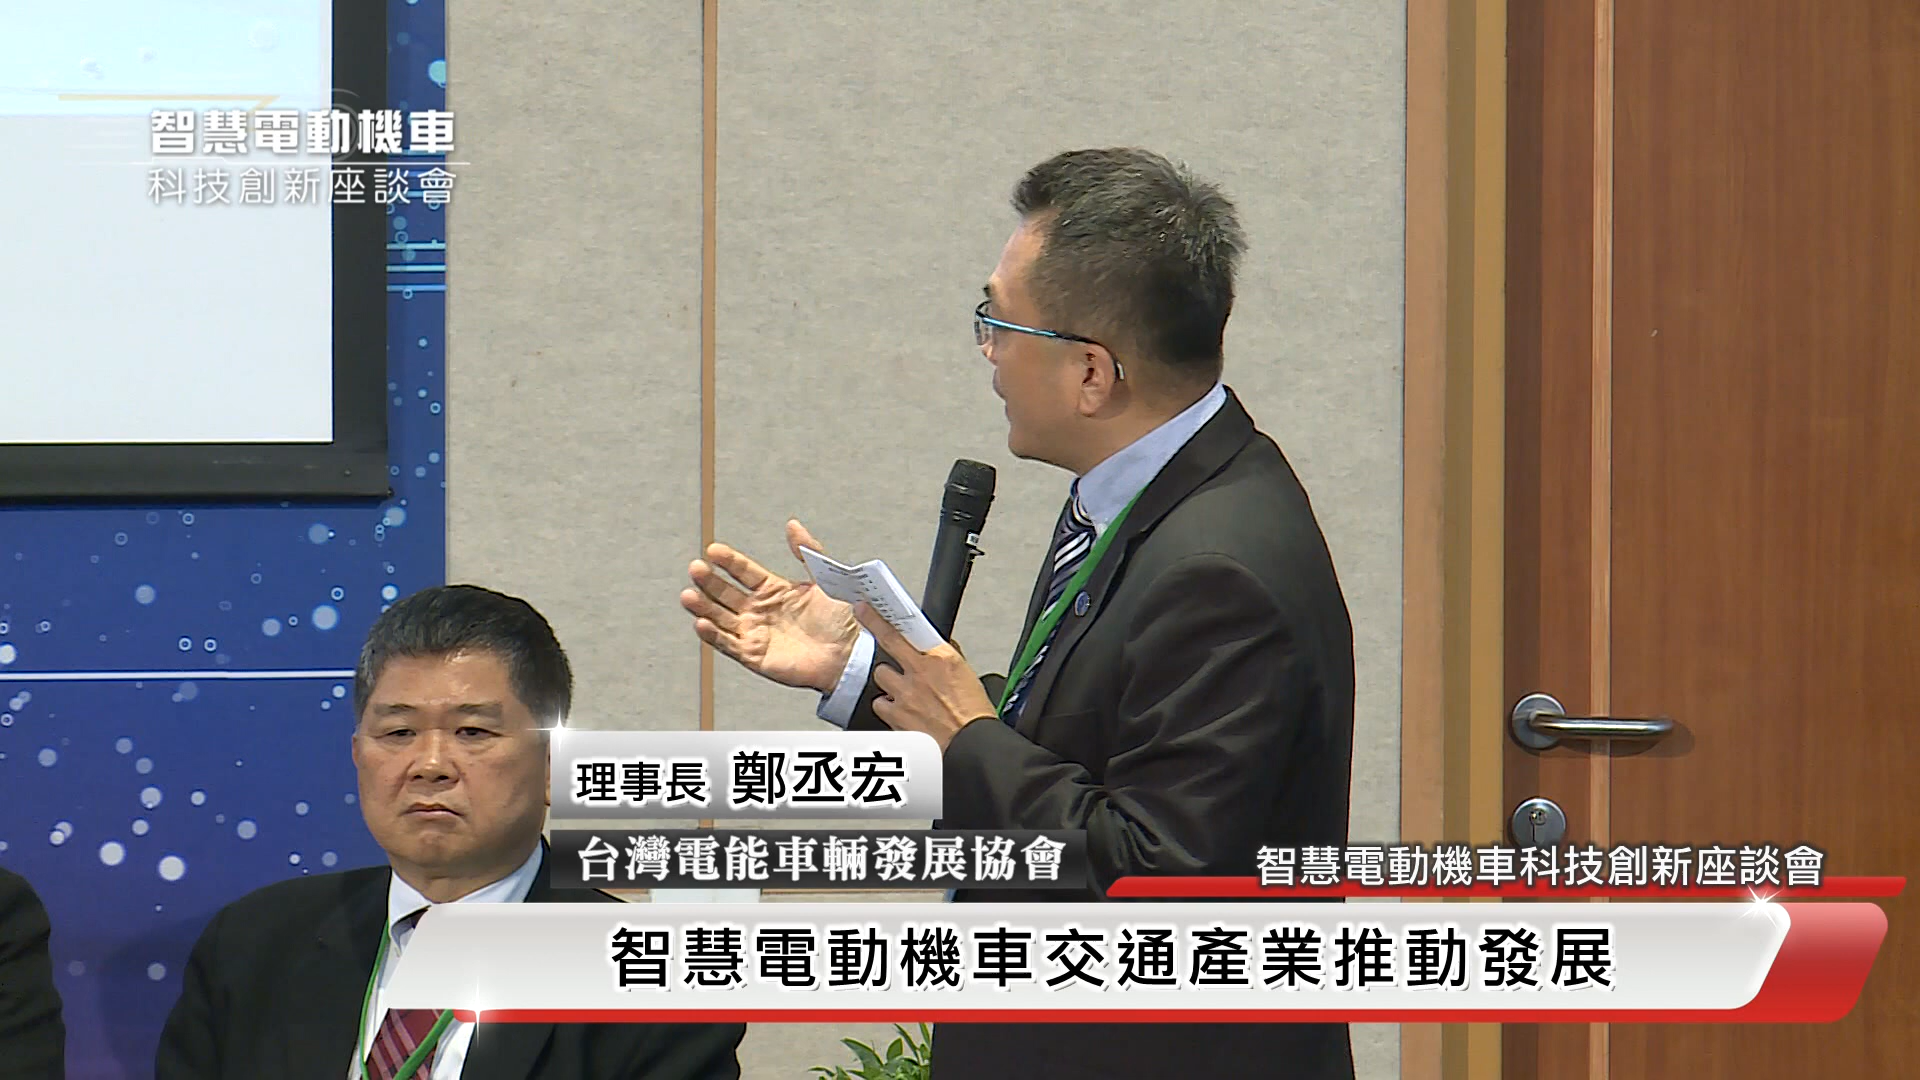 智慧電動機車
科技創新座談會
理事長 鄭丞宏
台灣電能車輛發展協會
智慧電動機車科技創新座談會
智慧電動機車交通產業推動發展